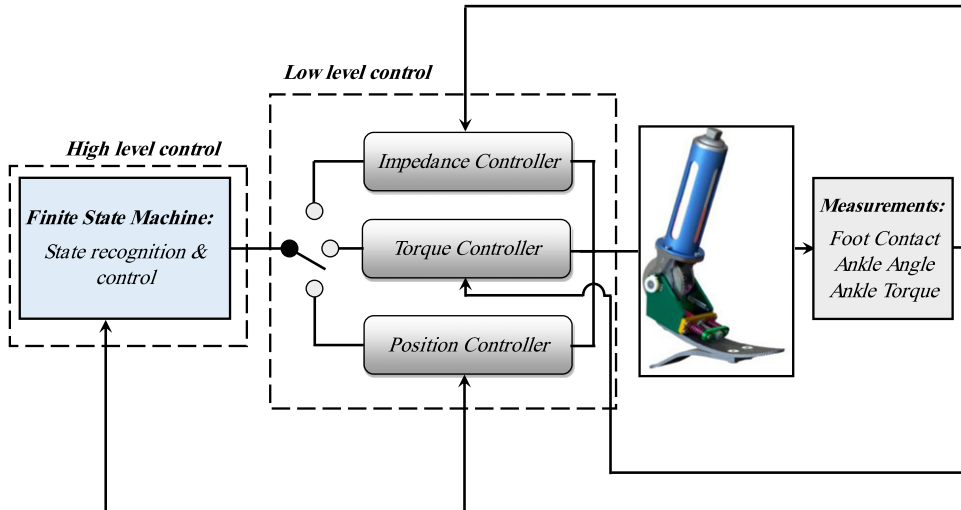 Low level control
High level control
Impedance Controller
Finite State Machine:
State recognition &
control
Torque Controller
Position Controller
Measurements:
Foot Contact
Ankle Angle
Ankle Torque